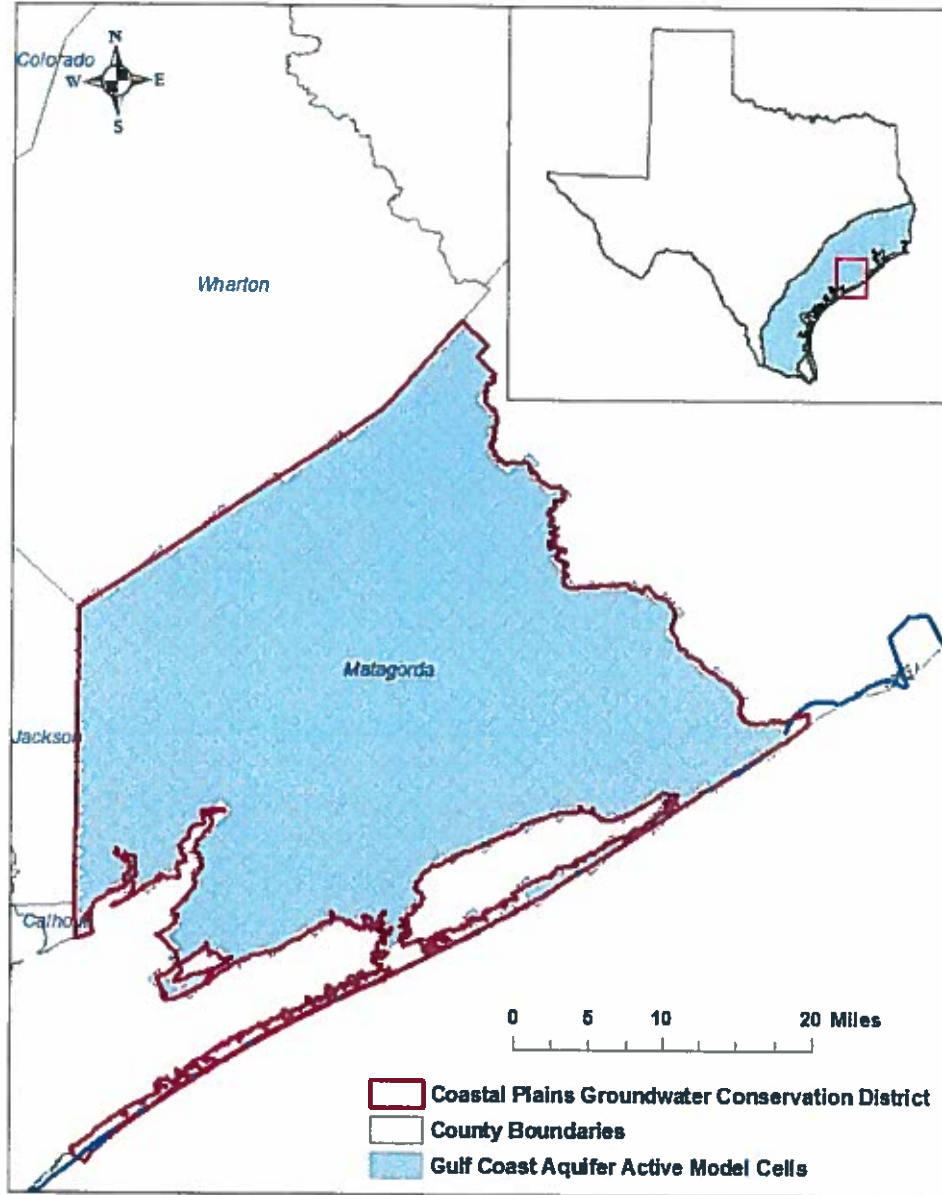 Colorado
N
W
E
S
Wharton
Matagorda
Jackson
Calhoun
0 5 10 20 Miles
Coastal Plains Groundwater Conservation District
County Boundaries
Gulf Coast Aquifer Active Model Cells